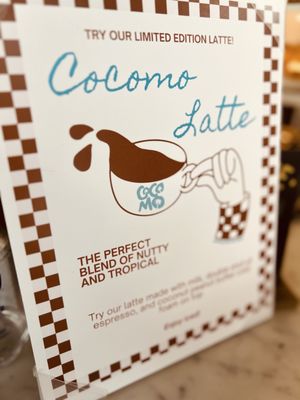 TRY OUR LIMITED EDITION LATTE!
Cocomo
Latte
COCO
MO
THE PERFECT
BLEND OF NUTTY
AND TROPICAL
Try our latte made with milk, double shot of
espresso, and coconut peanut butter cold
foam on top
Enjoy iced!